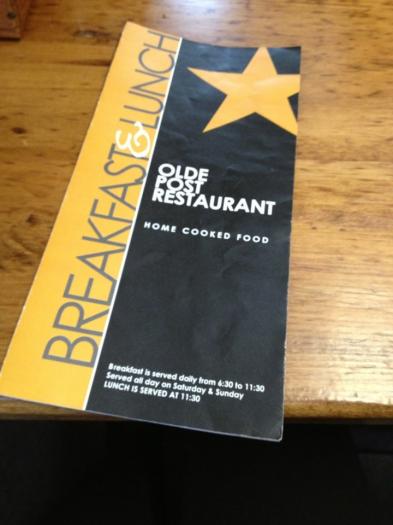 BREAKFAST & LUNCH
OLDE
POST
RESTAURANT
HOME COOKED FOOD
Breakfast is served daily from 6:30 to 11:30
Served all day on Saturday & Sunday
LUNCH IS SERVED AT 11:30